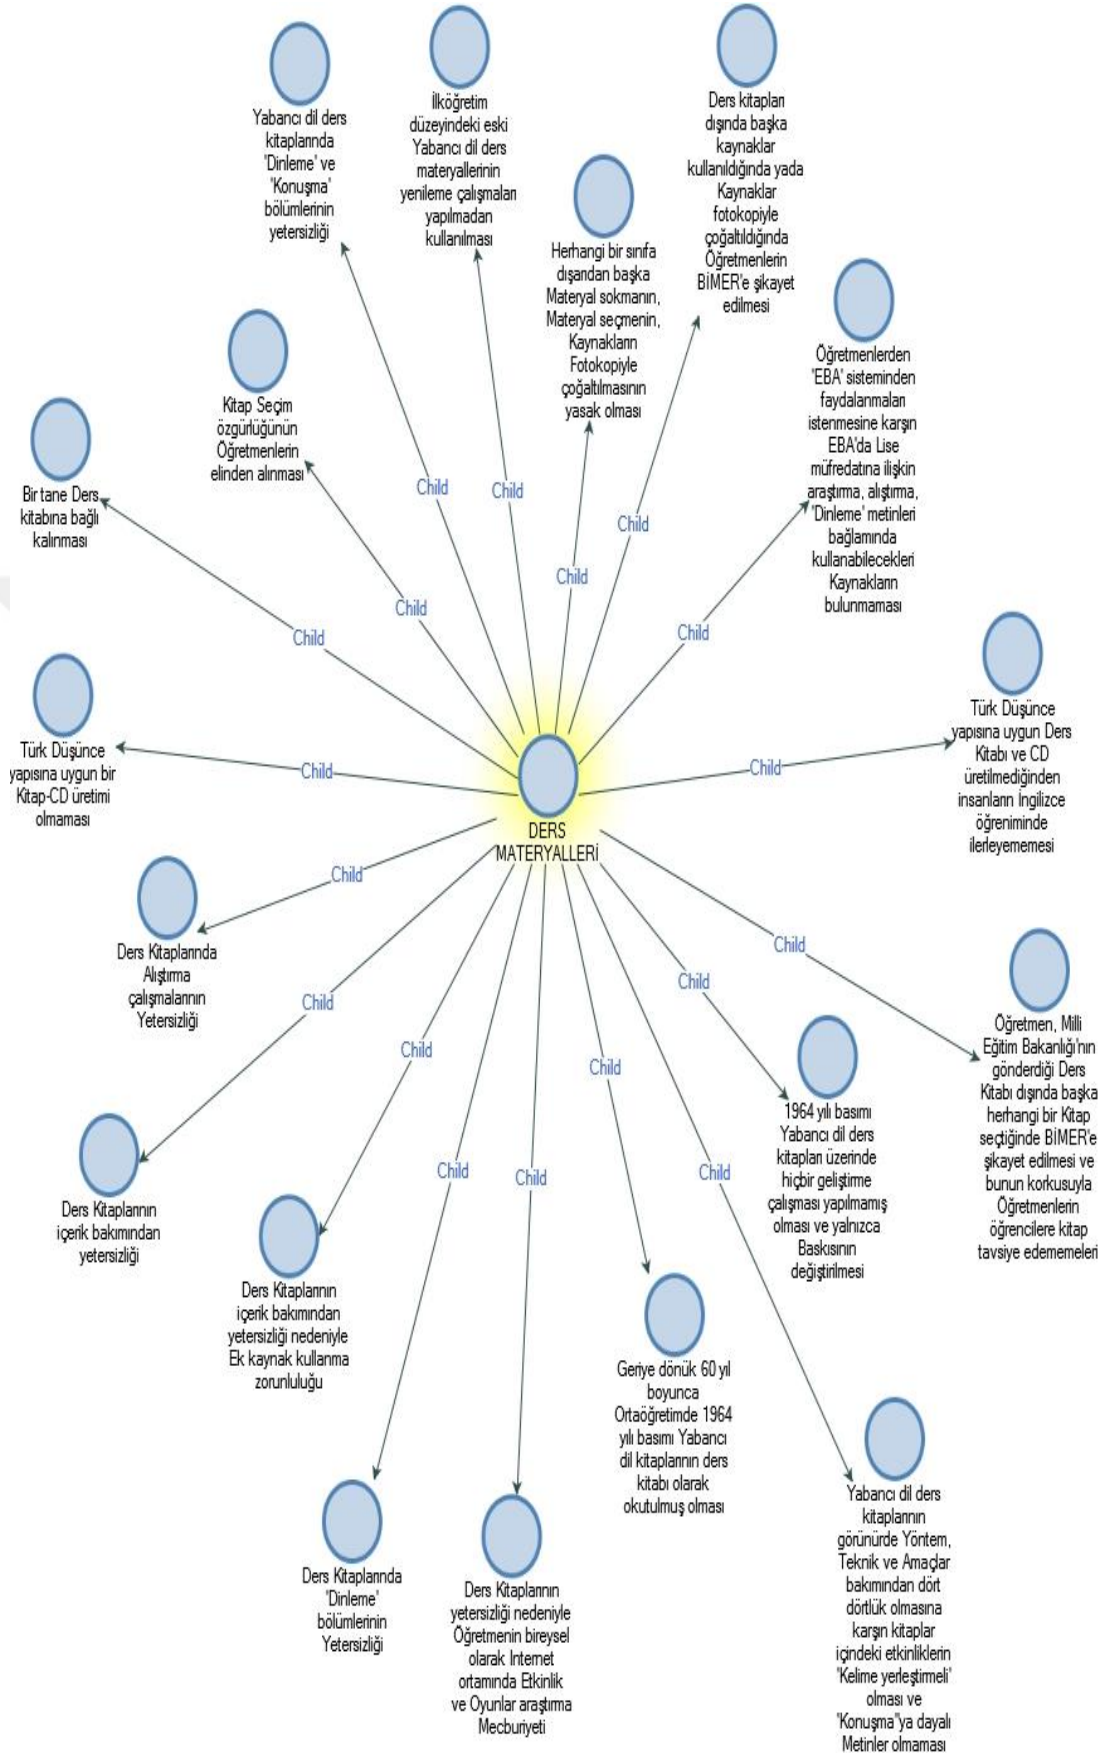 Yabancı dil ders
kitaplarında
'Dinleme' ve
'Konuşma'
bölümlerinin
yetersizliği
İlköğretim
düzeyindeki eski
Yabancı dil ders
materyallerinin
yenileme çalışmaları
yapılmadan
kullanılması
Ders kitapları
dışında başka
kaynaklar
kullanıldığında yada
Kaynaklar
fotokopiyle
çoğaltıldığında
Öğretmenlerin
BİMER'e şikayet
edilmesi
Herhangi bir sınıfa
dışarıdan başka
Materyal sokmanın,
Materyal seçmenin,
Kaynakların
Fotokopiyle
çoğaltılmasının
yasak olması
Öğretmenlerden
'EBA' sisteminden
faydalanmaları
istenmesine karşın
EBA'da Lise
müfredatına ilişkin
araştırma, alıştırma,
'Dinleme' metinleri
bağlamında
kullanabilecekleri
Kaynakların
bulunmaması
Kitap Seçim
özgürlüğünün
Öğretmenlerin
elinden alınması
Bir tane Ders
kitabına bağlı
kalınması
Child
Child
Child
Child
Child
Child
Child
Child
Türk Düşünce
yapısına uygun bir
Kitap-CD üretimi
olmaması
Child
Türk Düşünce
yapısına uygun Ders
Kitabı ve CD
üretilmediğinden
insanların İngilizce
öğreniminde
ilerleyememesi
DERS
MATERYALLERİ
Child
Child
Child
Child
Child
Child
Child
Child
Child
Ders Kitaplarında
Alıştırma
çalışmalarının
Yetersizliği
Öğretmen, Milli
Eğitim Bakanlığı'nın
gönderdiği Ders
Kitabı dışında başka
herhangi bir Kitap
seçtiğinde BİMER'e
şikayet edilmesi ve
bunun korkusuyla
Öğretmenlerin
öğrencilere kitap
tavsiye edememeleri
1964 yılı basımı
Yabancı dil ders
kitapları üzerinde
hiçbir geliştirme
çalışması yapılmamış
olması ve yalnızca
Baskısının
değiştirilmesi
Ders Kitaplarının
içerik bakımından
yetersizliği
Ders Kitaplarının
içerik bakımından
yetersizliği nedeniyle
Ek kaynak kullanma
zorunluluğu
Geriye dönük 60 yıl
boyunca
Ortaöğretimde 1964
yılı basımı Yabancı
dil kitaplarının ders
kitabı olarak
okutulmuş olması
Yabancı dil ders
kitaplarının
görünürde Yöntem,
Teknik ve Amaçlar
bakımından dört
dörtlük olmasına
karşın kitaplar
içindeki etkinliklerin
'Kelime yerleştirmeli'
olması ve
'Konuşma''ya dayalı
Metinler olmaması
Ders Kitaplarında
'Dinleme'
bölümlerinin
Yetersizliği
Ders Kitaplarının
yetersizliği nedeniyle
Öğretmenin bireysel
olarak Internet
ortamında Etkinlik
ve Oyunlar araştırma
Mecburiyeti